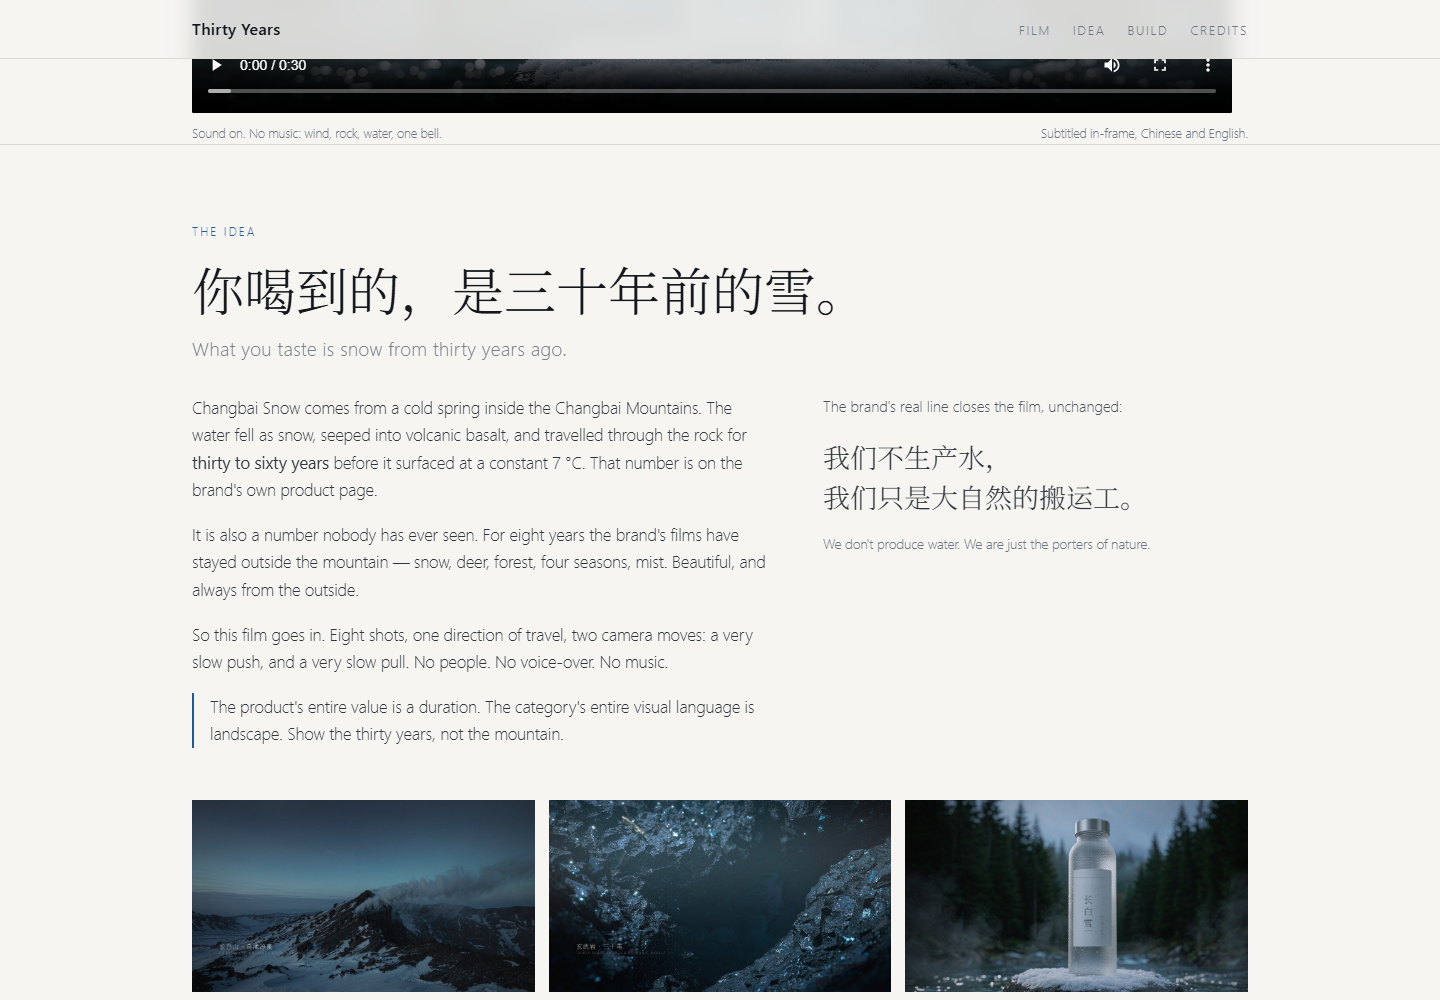 Thirty Years
FILM IDEA BUILD CREDITS
0:00 / 0:30
Sound on. No music: wind, rock, water, one bell.
Subtitled in-frame, Chinese and English.
THE IDEA
你喝到的，是三十年前的雪。
What you taste is snow from thirty years ago.
Changbai Snow comes from a cold spring inside the Changbai Mountains. The
water fell as snow, seeped into volcanic basalt, and travelled through the rock for
thirty to sixty years before it surfaced at a constant 7 °C. That number is on the
brand's own product page.
It is also a number nobody has ever seen. For eight years the brand's films have
stayed outside the mountain — snow, deer, forest, four seasons, mist. Beautiful, and
always from the outside.
So this film goes in. Eight shots, one direction of travel, two camera moves: a very
slow push, and a very slow pull. No people. No voice-over. No music.
The product's entire value is a duration. The category's entire visual language is
landscape. Show the thirty years, not the mountain.
The brand's real line closes the film, unchanged:
我们不生产水，
我们只是大自然的搬运工。
We don't produce water. We are just the porters of nature.
玄武岩 · 三十年
长白雪